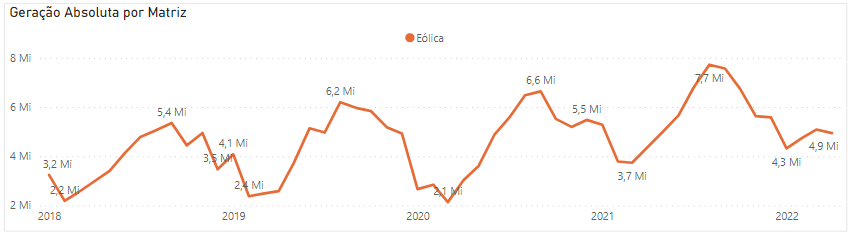 Geração Absoluta por Matriz
Eólica
8 Mi
7,7 Mi
6,6 Mi
6,2 Mi
6 Mi
5,4 Mi
5,5 Mi
4,1 Mi
3,5 Mi
4,9 Mi
4 Mi
3,2 Mi
4,3 Mi
3,7 Mi
2,2 Mi
2,4 Mi
2,1 Mi
2 Mi
2018
2019
2020
2021
2022